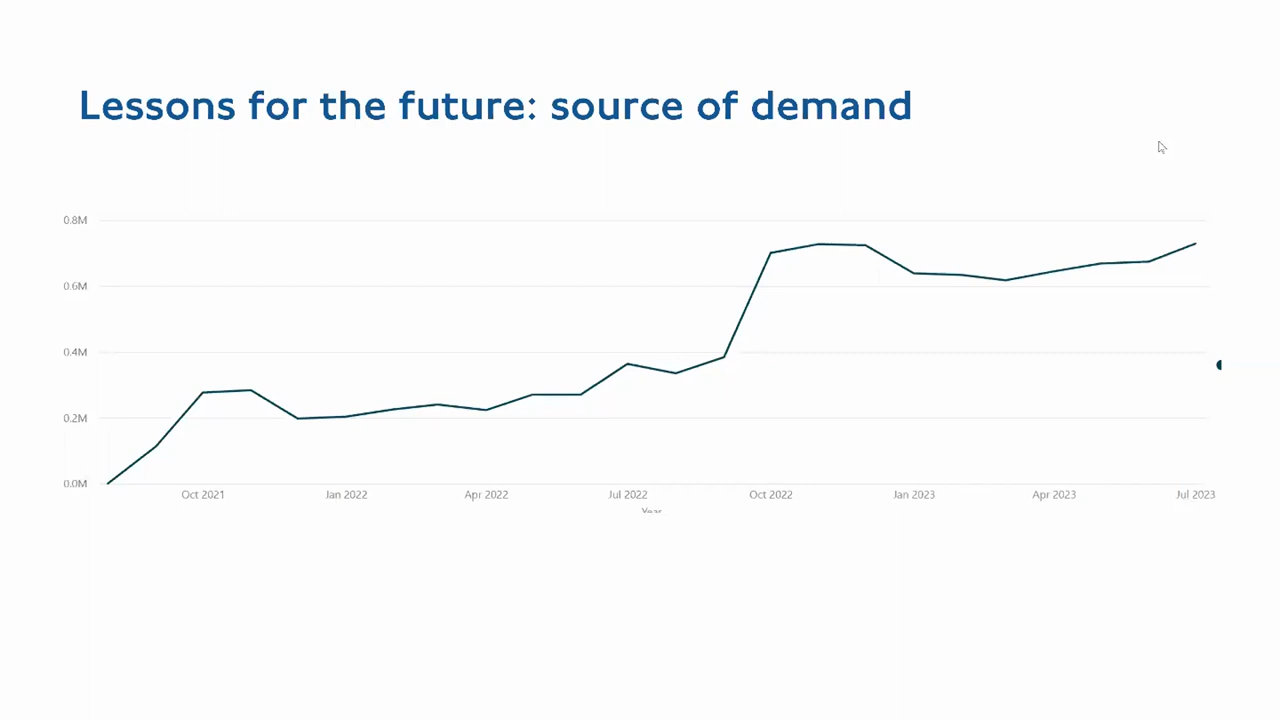 Lessons for the future: source of demand
0.8M
0.6M
0.4M
0.2M
0.0M
Oct 2021
Jan 2022
Apr 2022
Jul 2022
Oct 2022
Jan 2023
Apr 2023
Jul 2023
Year